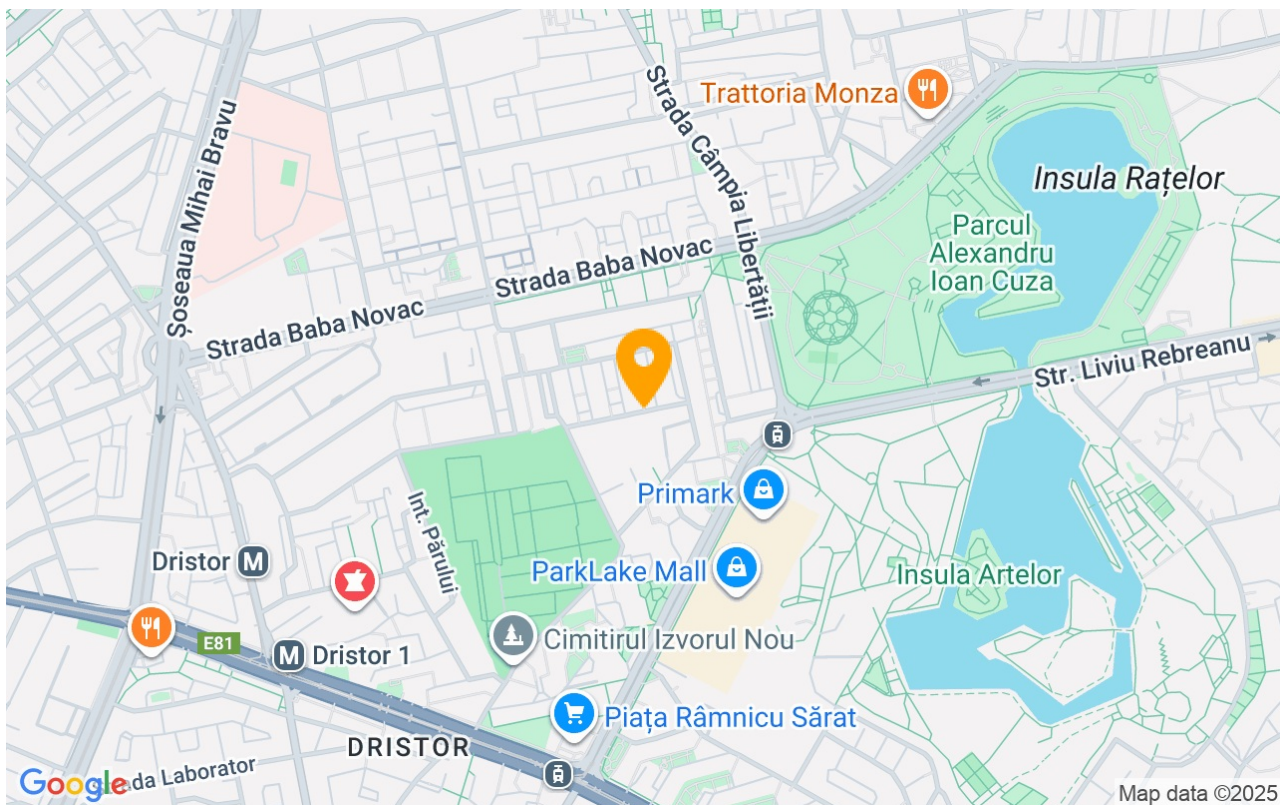 Trattoria Monza
Strada Câmpia Libertății
Șoseaua Mihai Bravu
Insula Rațelor
Parcul
Alexandru
Ioan Cuza
Strada Baba Novac
Strada Baba Novac
Str. Liviu Rebreanu
Primark
Int. Părului
Dristor M
ParkLake Mall
Insula Artelor
E81
M Dristor 1
Cimitirul Izvorul Nou
Piața Râmnicu Sărat
DRISTOR
Google
ada Laborator
Map data ©2025